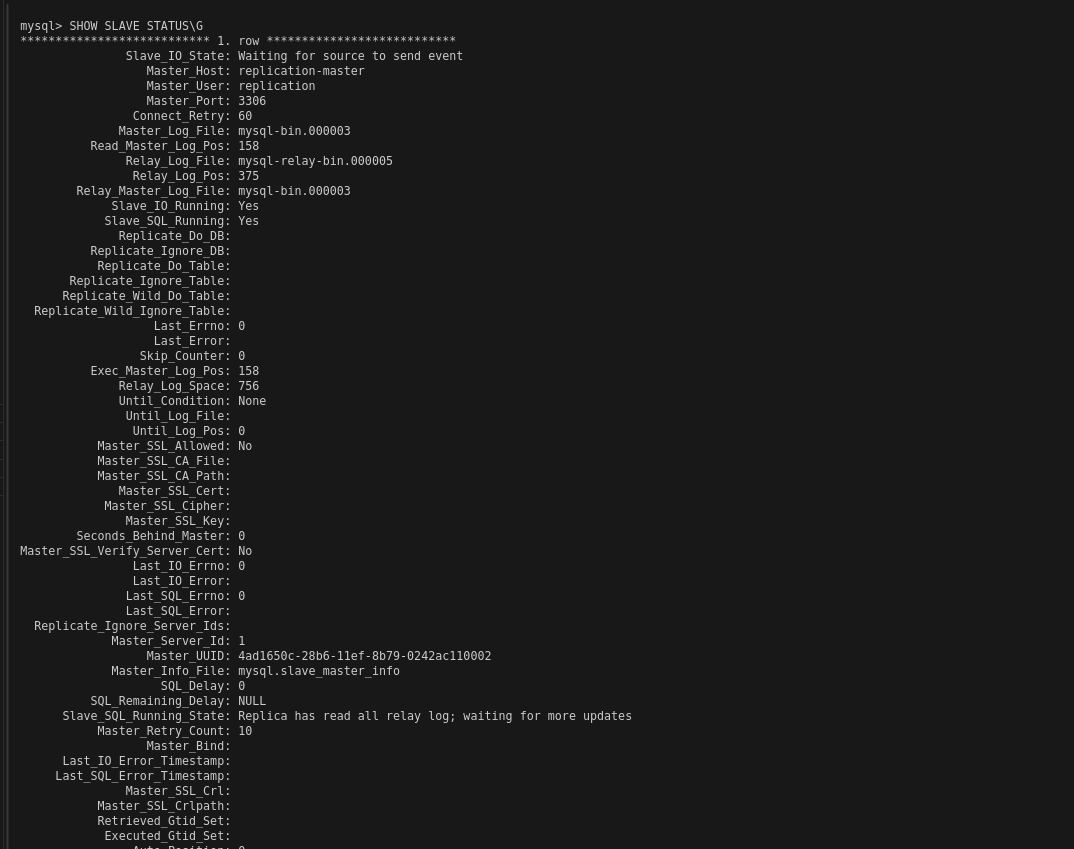 mysql> SHOW SLAVE STATUS\G
*************************** 1. row ***************************
Slave_IO_State: Waiting for source to send event
Master_Host: replication-master
Master_User: replication
Master_Port: 3306
Connect_Retry: 60
Master_Log_File: mysql-bin.000003
Read_Master_Log_Pos: 158
Relay_Log_File: mysql-relay-bin.000005
Relay_Log_Pos: 375
Relay_Master_Log_File: mysql-bin.000003
Slave_IO_Running: Yes
Slave_SQL_Running: Yes
Replicate_Do_DB:
Replicate_Ignore_DB:
Replicate_Do_Table:
Replicate_Ignore_Table:
Replicate_Wild_Do_Table:
Replicate_Wild_Ignore_Table:
Last_Errno: 0
Last_Error:
Skip_Counter: 0
Exec_Master_Log_Pos: 158
Relay_Log_Space: 756
Until_Condition: None
Until_Log_File:
Until_Log_Pos: 0
Master_SSL_Allowed: No
Master_SSL_CA_File:
Master_SSL_CA_Path:
Master_SSL_Cert:
Master_SSL_Cipher:
Master_SSL_Key:
Seconds_Behind_Master: 0
Master_SSL_Verify_Server_Cert: No
Last_IO_Errno: 0
Last_IO_Error:
Last_SQL_Errno: 0
Last_SQL_Error:
Replicate_Ignore_Server_Ids:
Master_Server_Id: 1
Master_UUID: 4ad1650c-28b6-11ef-8b79-0242ac110002
Master_Info_File: mysql.slave_master_info
SQL_Delay: 0
SQL_Remaining_Delay: NULL
Slave_SQL_Running_State: Replica has read all relay log; waiting for more updates
Master_Retry_Count: 10
Master_Bind:
Last_IO_Error_Timestamp:
Last_SQL_Error_Timestamp:
Master_SSL_Crl:
Master_SSL_Crlpath:
Retrieved_Gtid_Set:
Executed_Gtid_Set: